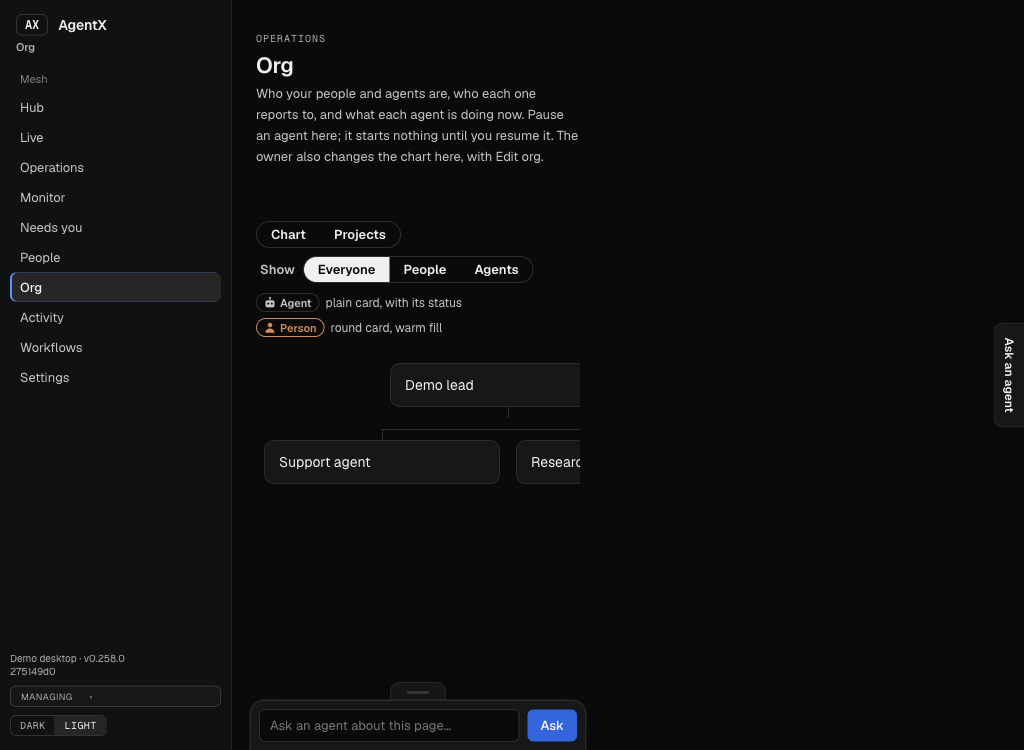 AX AgentX
Org
Mesh
Hub
Live
Operations
Monitor
Needs you
People
Org
Activity
Workflows
Settings
Demo desktop · v0.258.0
275149d0
MANAGING
DARK LIGHT
OPERATIONS
Org
Who your people and agents are, who each one
reports to, and what each agent is doing now. Pause
an agent here; it starts nothing until you resume it. The
owner also changes the chart here, with Edit org.
Chart Projects
Show Everyone People Agents
Agent plain card, with its status
Person round card, warm fill
Demo lead
Support agent
Ask an agent about this page... Ask
Ask an agent